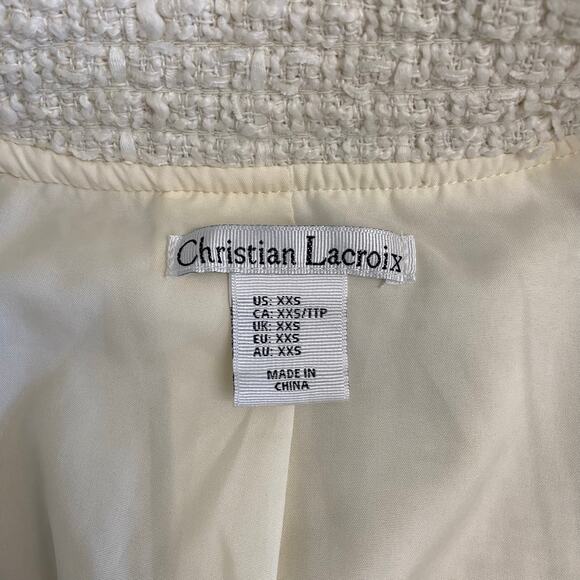 Christian Lacroix
US: XXS
CA: XXS/TTP
UK: XXS
EU: XXS
AU: XXS
MADE IN
CHINA